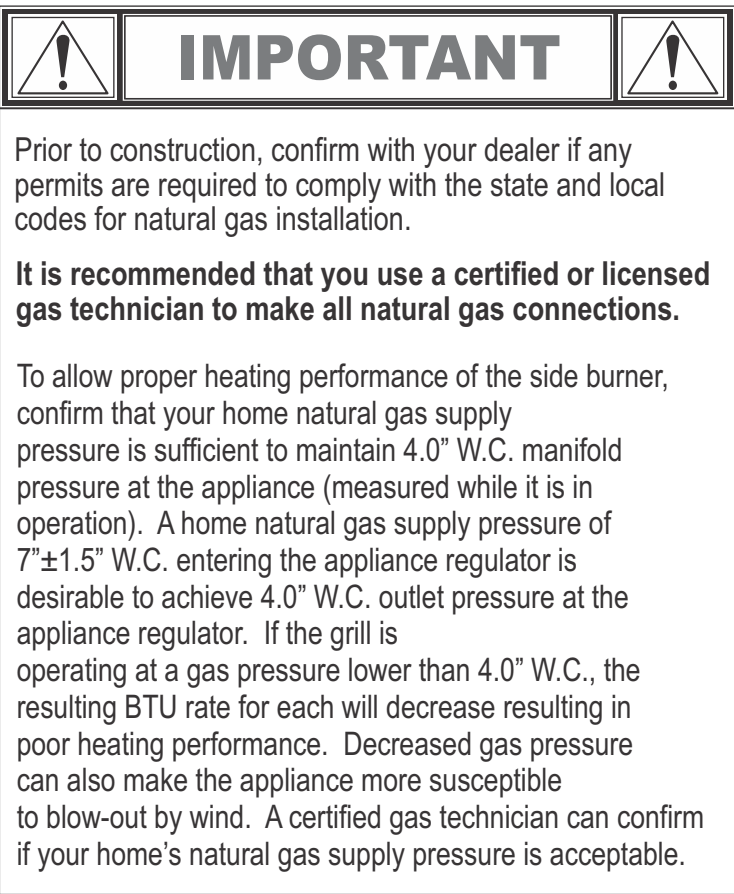 IMPORTANT
Prior to construction, confirm with your dealer if any
permits are required to comply with the state and local
codes for natural gas installation.
It is recommended that you use a certified or licensed
gas technician to make all natural gas connections.
To allow proper heating performance of the side burner,
confirm that your home natural gas supply
pressure is sufficient to maintain 4.0” W.C. manifold
pressure at the appliance (measured while it is in
operation).  A home natural gas supply pressure of
7”±1.5” W.C. entering the appliance regulator is
desirable to achieve 4.0” W.C. outlet pressure at the
appliance regulator.  If the grill is
operating at a gas pressure lower than 4.0” W.C., the
resulting BTU rate for each will decrease resulting in
poor heating performance.  Decreased gas pressure
can also make the appliance more susceptible
to blow-out by wind.  A certified gas technician can confirm
if your home’s natural gas supply pressure is acceptable.